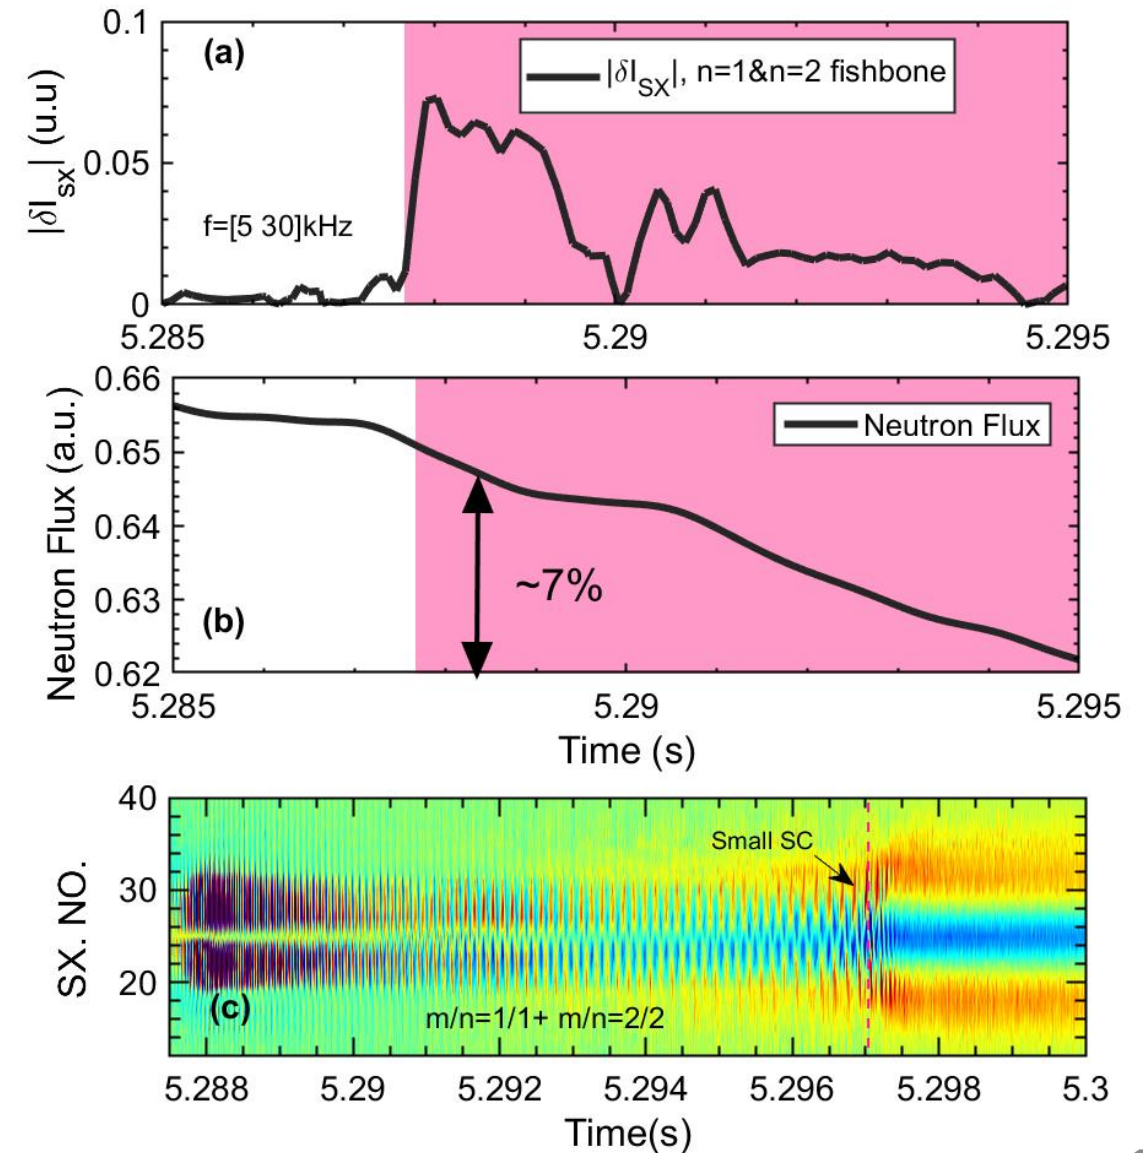 0.1
(a)
|δI_SX|, n=1&n=2 fishbone
|δI_sx| (u.u)
0.05
f=[5 30]kHz
0
5.285 5.29 5.295
0.66
Neutron Flux
Neutron Flux (a.u.)
0.65
0.64
~7%
0.63
(b)
0.62
5.285 5.29 5.295
Time (s)
40
Small SC
SX. NO.
30
20
(c)
m/n=1/1+ m/n=2/2
5.288 5.29 5.292 5.294 5.296 5.298 5.3
Time(s)